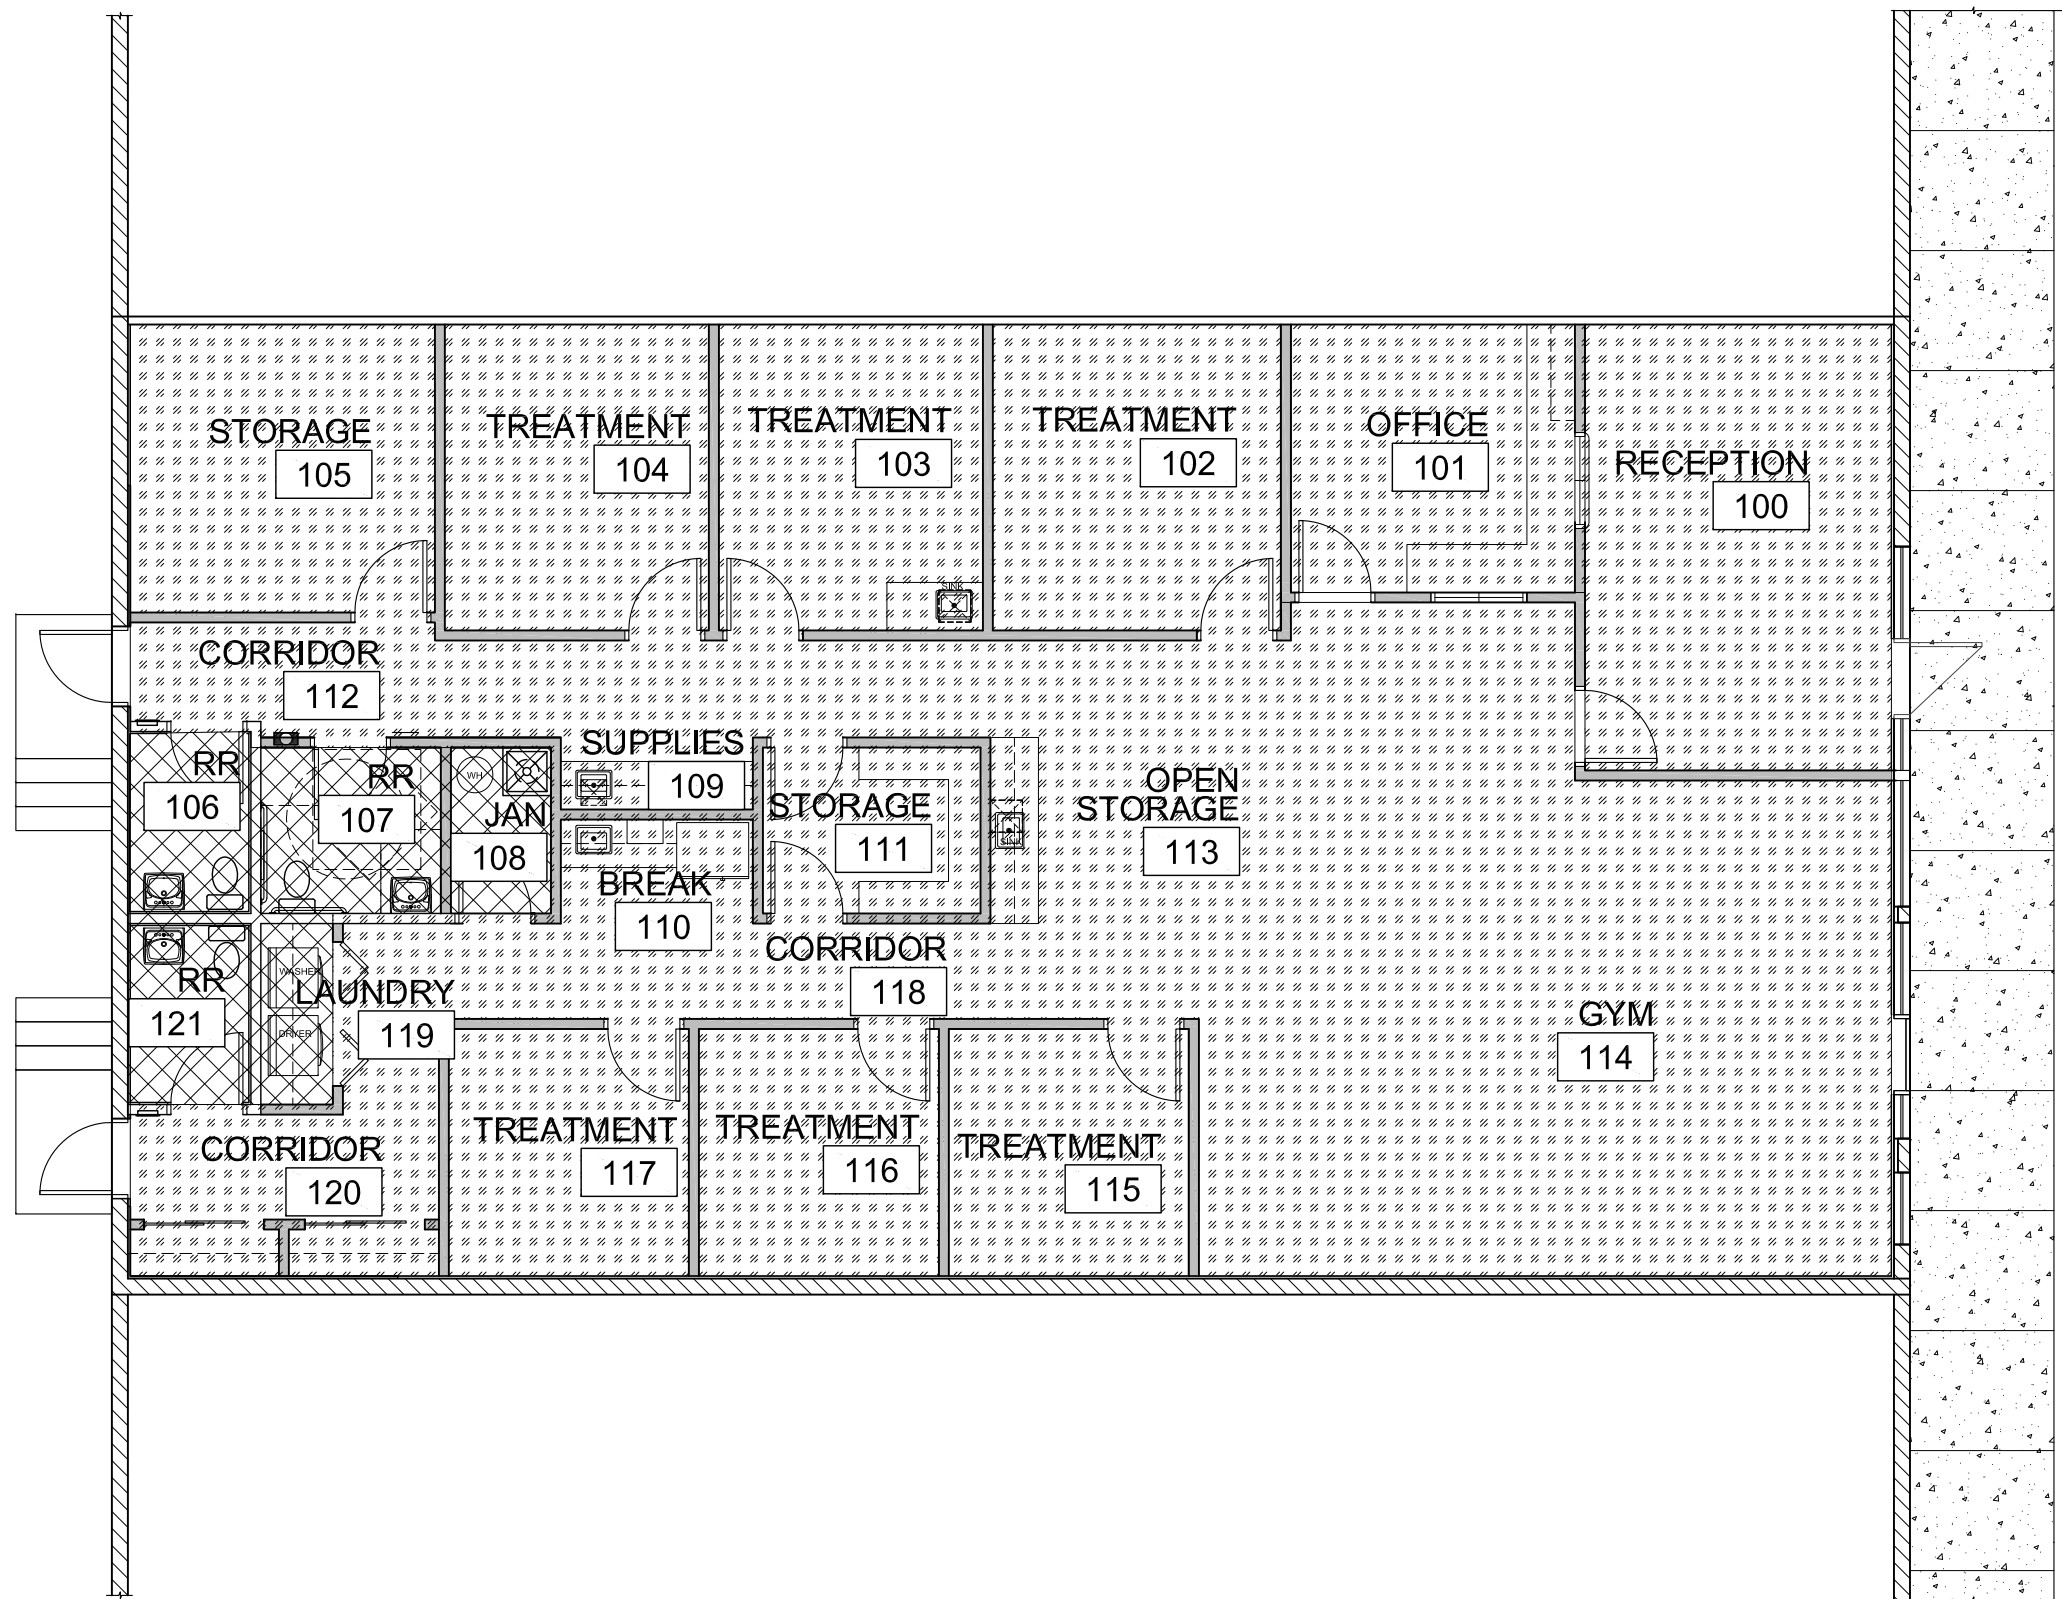 STORAGE
105
TREATMENT
104
TREATMENT
103
TREATMENT
102
OFFICE
101
RECEPTION
100
SINK
CORRIDOR
112
RR
106
RR
107
WH
JAN
108
SUPPLIES
109
STORAGE
111
SINK
OPEN
STORAGE
113
BREAK
110
CORRIDOR
118
RR
121
WASHER
DRYER
LAUNDRY
119
GYM
114
CORRIDOR
120
TREATMENT
117
TREATMENT
116
TREATMENT
115